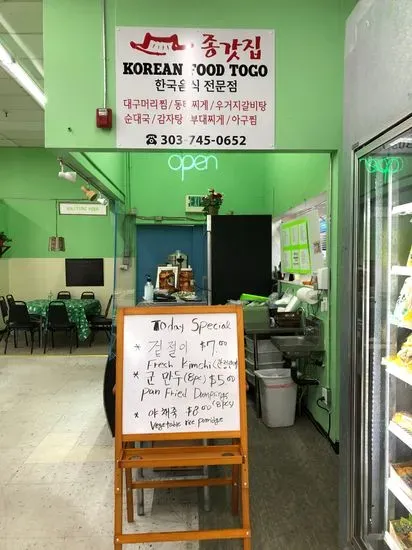 종갓집
KOREAN FOOD TOGO
한국음식 전문점
대구머리찜/동태찌게/우거지갈비탕
순대국/감자탕 부대찌게/아구찜
☎303-745-0652
open
Today Special
* 겉절이 $7.00
Fresh Kimchi
* 군만두(8pc) $5.00
Pan Fried Dumplings
* 야채죽 $8.00
Vegetable rice porridge